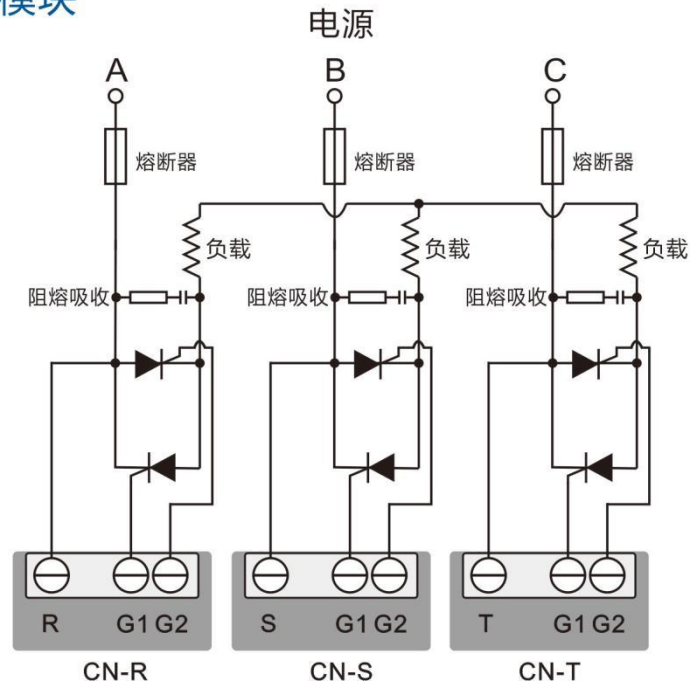 模块
电源
A B C
熔断器 熔断器 熔断器
负载 负载 负载
阻熔吸收 阻熔吸收 阻熔吸收
R G1 G2 S G1 G2 T G1 G2
CN-R CN-S CN-T